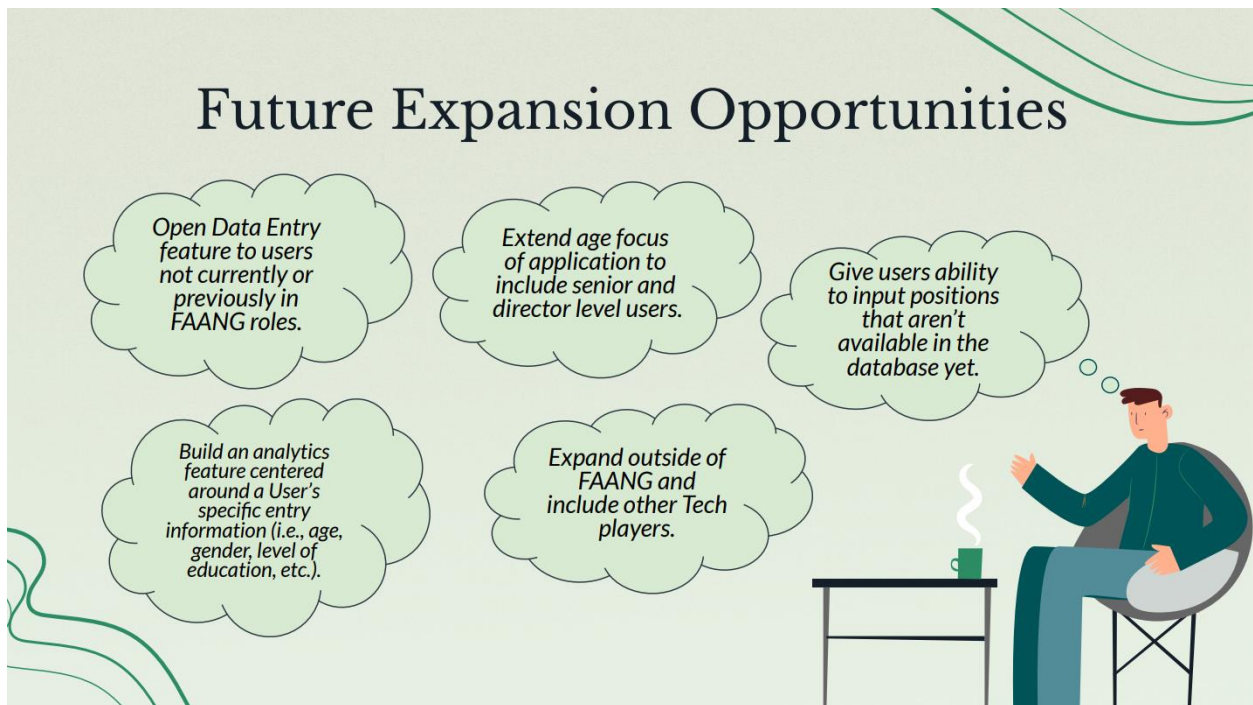 Future Expansion Opportunities
Open Data Entry
feature to users
not currently or
previously in
FAANG roles.
Extend age focus
of application to
include senior and
director level users.
Give users ability
to input positions
that aren't
available in the
database yet.
Build an analytics
feature centered
around a User's
specific entry
information (i.e., age,
gender, level of
education, etc.).
Expand outside of
FAANG and
include other Tech
players.